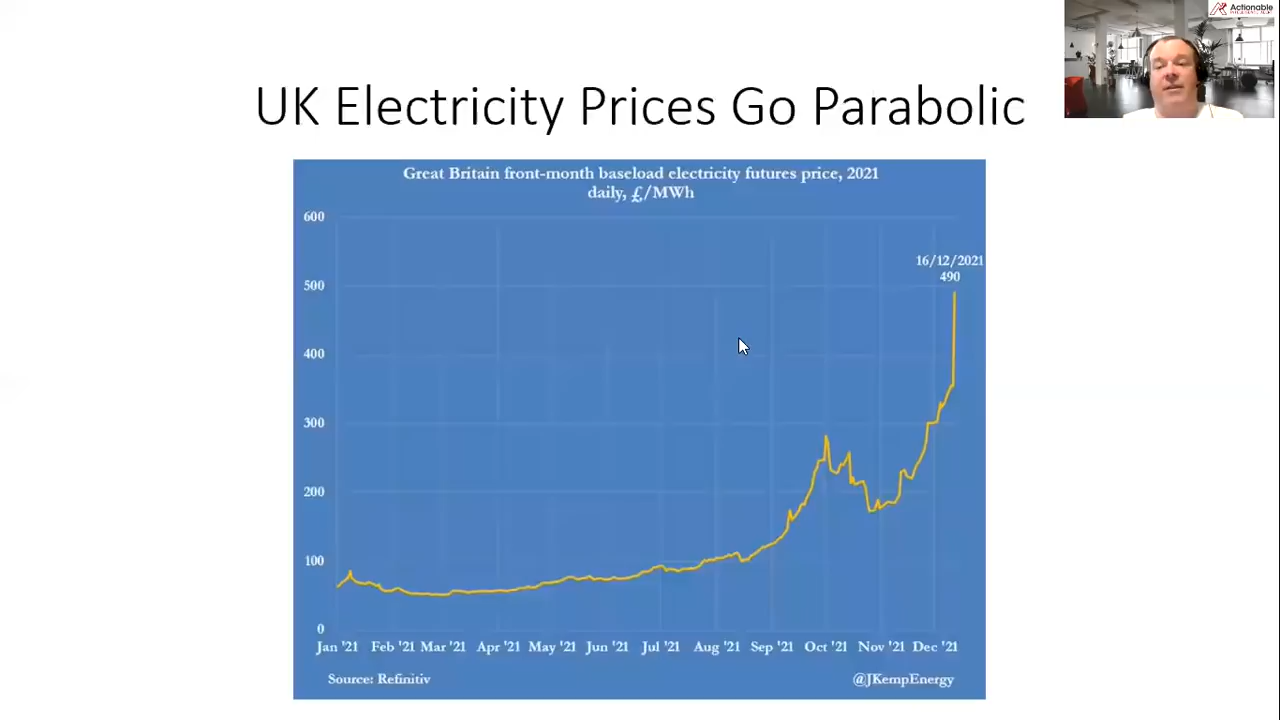 Actionable
UK Electricity Prices Go Parabolic
Great Britain front-month baseload electricity futures price, 2021
daily, £/MWh
600
16/12/2021
490
500
400
300
200
100
0
Jan '21 Feb '21 Mar '21 Apr '21 May '21 Jun '21 Jul '21 Aug '21 Sep '21 Oct '21 Nov '21 Dec '21
Source: Refinitiv @JKempEnergy